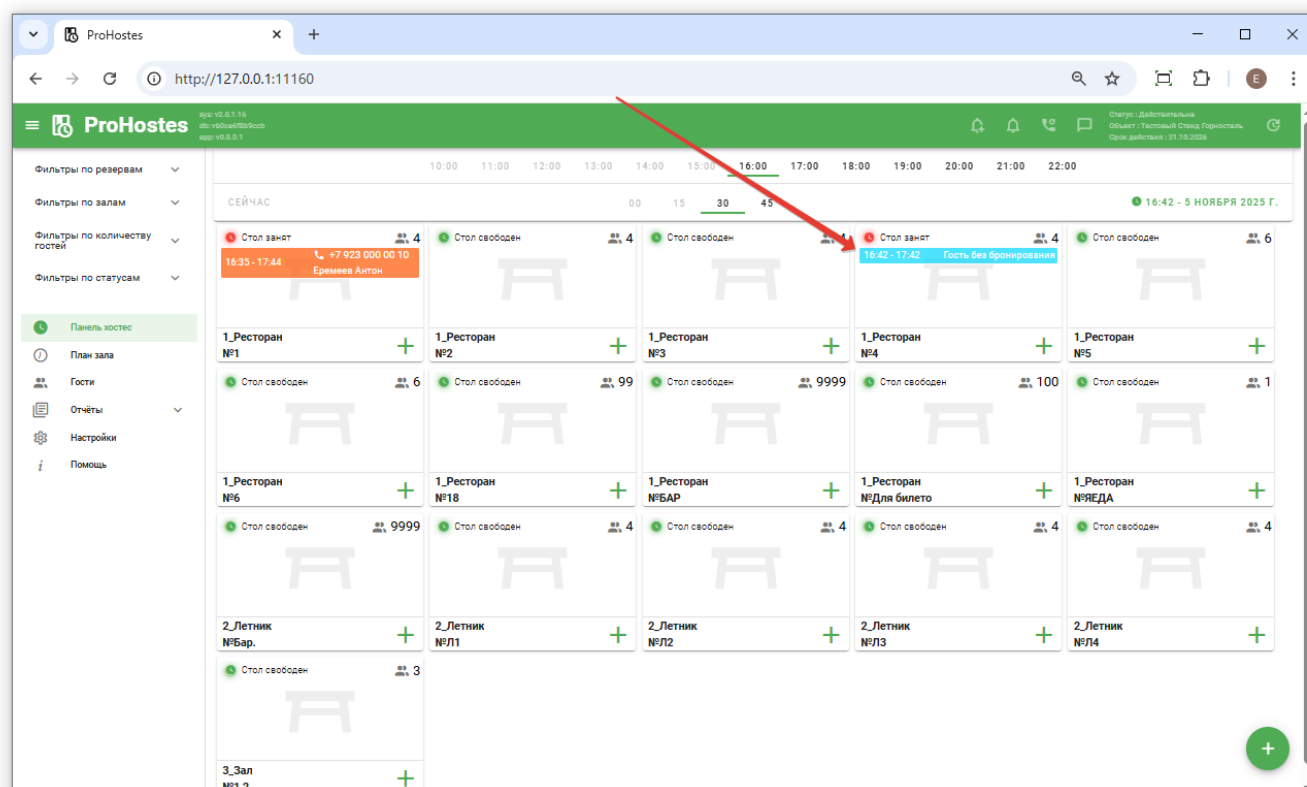 ProHostes
http://127.0.0.1:11160
E
ProHostes
sys: v2.0.1.16
app: v0.0.0.1
Статус : Действительна
Объект : Тестовый Стенд Горносталь
Срок действия : 31.10.2026
Фильтры по резервам
Фильтры по залам
Фильтры по количеству
гостей
Фильтры по статусам
Панель хостес
План зала
Гости
Отчёты
Настройки
Помощь
10:00 11:00 12:00 13:00 14:00 15:00 16:00 17:00 18:00 19:00 20:00 21:00 22:00
СЕЙЧАС 00 15 30 45 16:42 - 5 НОЯБРЯ 2025 Г.
Стол занят 4
16:35 - 17:44 +7 923 000 00 10
Еремеев Антон
1_Ресторан
№1
Стол свободен 4
1_Ресторан
№2
Стол свободен 4
1_Ресторан
№3
Стол занят 4
16:42 - 17:42 Гость без бронирования
1_Ресторан
№4
Стол свободен 6
1_Ресторан
№5
Стол свободен 6
1_Ресторан
№6
Стол свободен 99
1_Ресторан
№18
Стол свободен 9999
1_Ресторан
№БАР
Стол свободен 100
1_Ресторан
№Для билето
Стол свободен 1
1_Ресторан
№ЯЕДА
Стол свободен 9999
2_Летник
№Бар.
Стол свободен 4
2_Летник
№Л1
Стол свободен 4
2_Летник
№Л2
Стол свободен 4
2_Летник
№Л3
Стол свободен 4
2_Летник
№Л4
Стол свободен 3
3_Зал